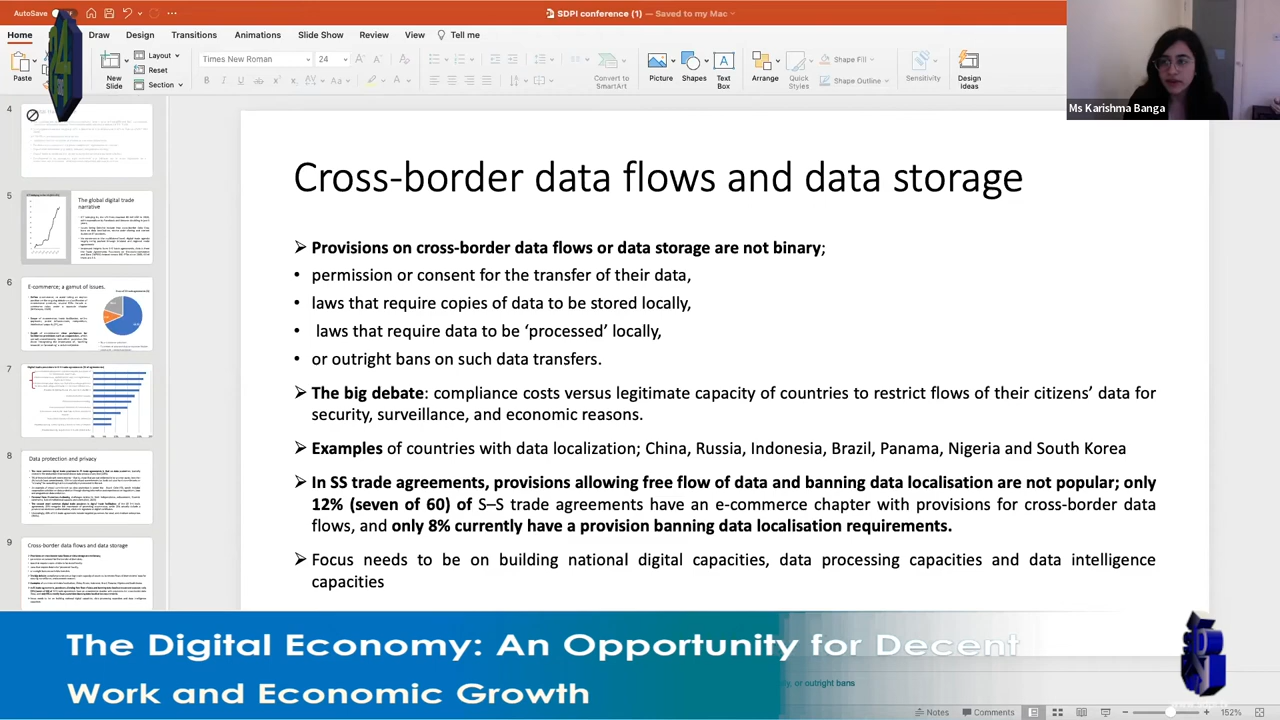 AutoSave
SDPI conference (1) — Saved to my Mac
Home
Draw
Design
Transitions
Animations
Slide Show
Review
View
Tell me
Paste
New Slide
Layout
Reset
Section
Times New Roman
24
Convert to SmartArt
Picture
Shapes
Text Box
Arrange
Quick Styles
Shape Fill
Shape Outline
Sensitivity
Design Ideas
Ms Karishma Banga
4
5
The global digital trade narrative
6
E-commerce; a gamut of issues,
7
8
Data protection and privacy
9
Cross-border data flows and data storage
Cross-border data flows and data storage
➢ Provisions on cross-border data flows or data storage are not binary;
• permission or consent for the transfer of their data,
• laws that require copies of data to be stored locally,
• laws that require data to be ‘processed’ locally,
• or outright bans on such data transfers.
➢ The big debate: compliance costs versus legitimate capacity of countries to restrict flows of their citizens’ data for
security, surveillance, and economic reasons.
➢ Examples of countries with data localization; China, Russia, Indonesia, Brazil, Panama, Nigeria and South Korea
➢ In SS trade agreements, provisions allowing free flow of data and banning data localisation are not popular; only
12% (seven of 60) of S–S trade agreements have an e-commerce chapter with provisions for cross-border data
flows, and only 8% currently have a provision banning data localisation requirements.
➢ Focus needs to be on building national digital capacities, data processing capacities and data intelligence
capacities
The Digital Economy: An Opportunity for Decent
Work and Economic Growth
or outright bans
Notes
Comments
152%